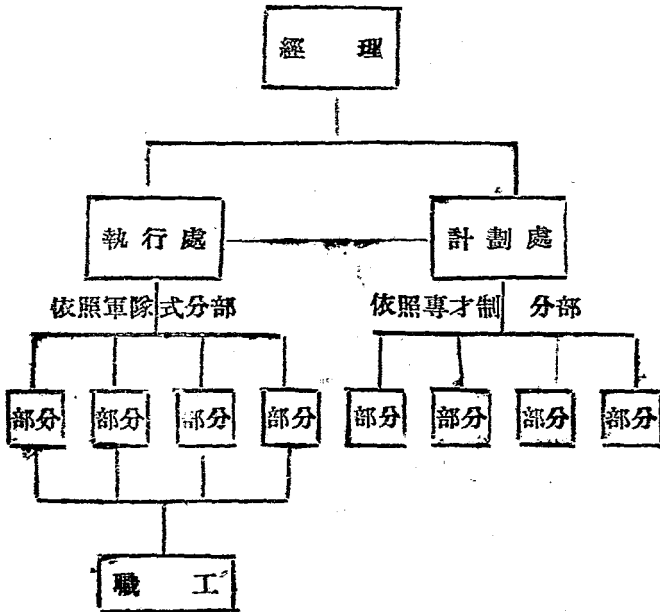 經理
執行處
計劃處
依照軍隊式分部
依照專才制 分部
部分 部分 部分 部分 部分 部分 部分 部分
職工